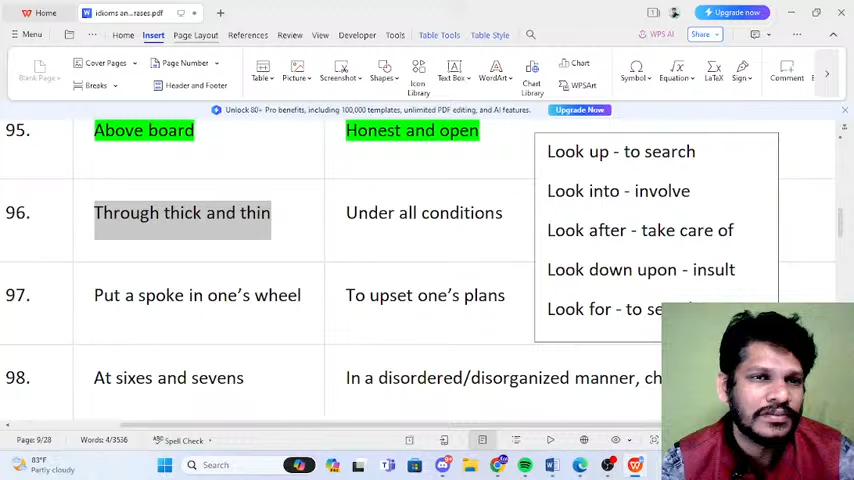 Home
idioms an...rases.pdf
Upgrade now
Menu
Home Insert Page Layout References Review View Developer Tools Table Tools Table Style
WPS AI
Share
Blank Page
Cover Pages
Page Number
Breaks
Header and Footer
Table
Picture
Screenshot
Shapes
Icon Library
Text Box
WordArt
Chart Library
Chart
WPSArt
Symbol
Equation
LaTeX
Sign
Comment
Unlock 80+ Pro benefits, including 100,000 templates, unlimited PDF editing, and AI features. Upgrade Now
95. Above board Honest and open
96. Through thick and thin Under all conditions
97. Put a spoke in one's wheel To upset one's plans
98. At sixes and sevens In a disordered/disorganized manner,
Look up - to search
Look into - involve
Look after - take care of
Look down upon - insult
Look for - to
Page: 9/28 Words: 4/3536 Spell Check
83°F
Partly cloudy
Search